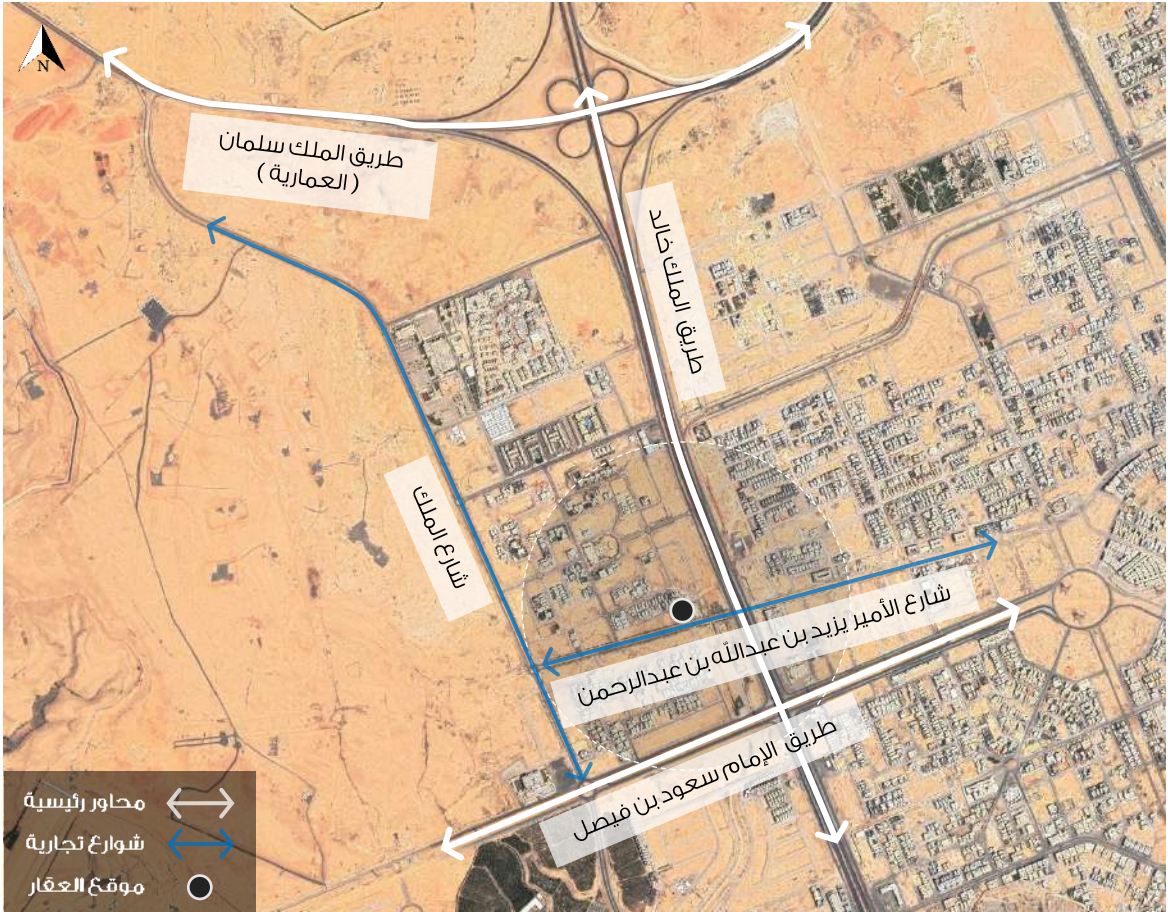 N
طريق الملك سلمان
( العمارية )
طريق الملك خالد
شارع الملك
شارع الأمير يزيد بن عبدالله بن عبدالرحمن
طريق الإمام سعود بن فيصل
محاور رئيسية
شوارع تجارية
موقع العقار